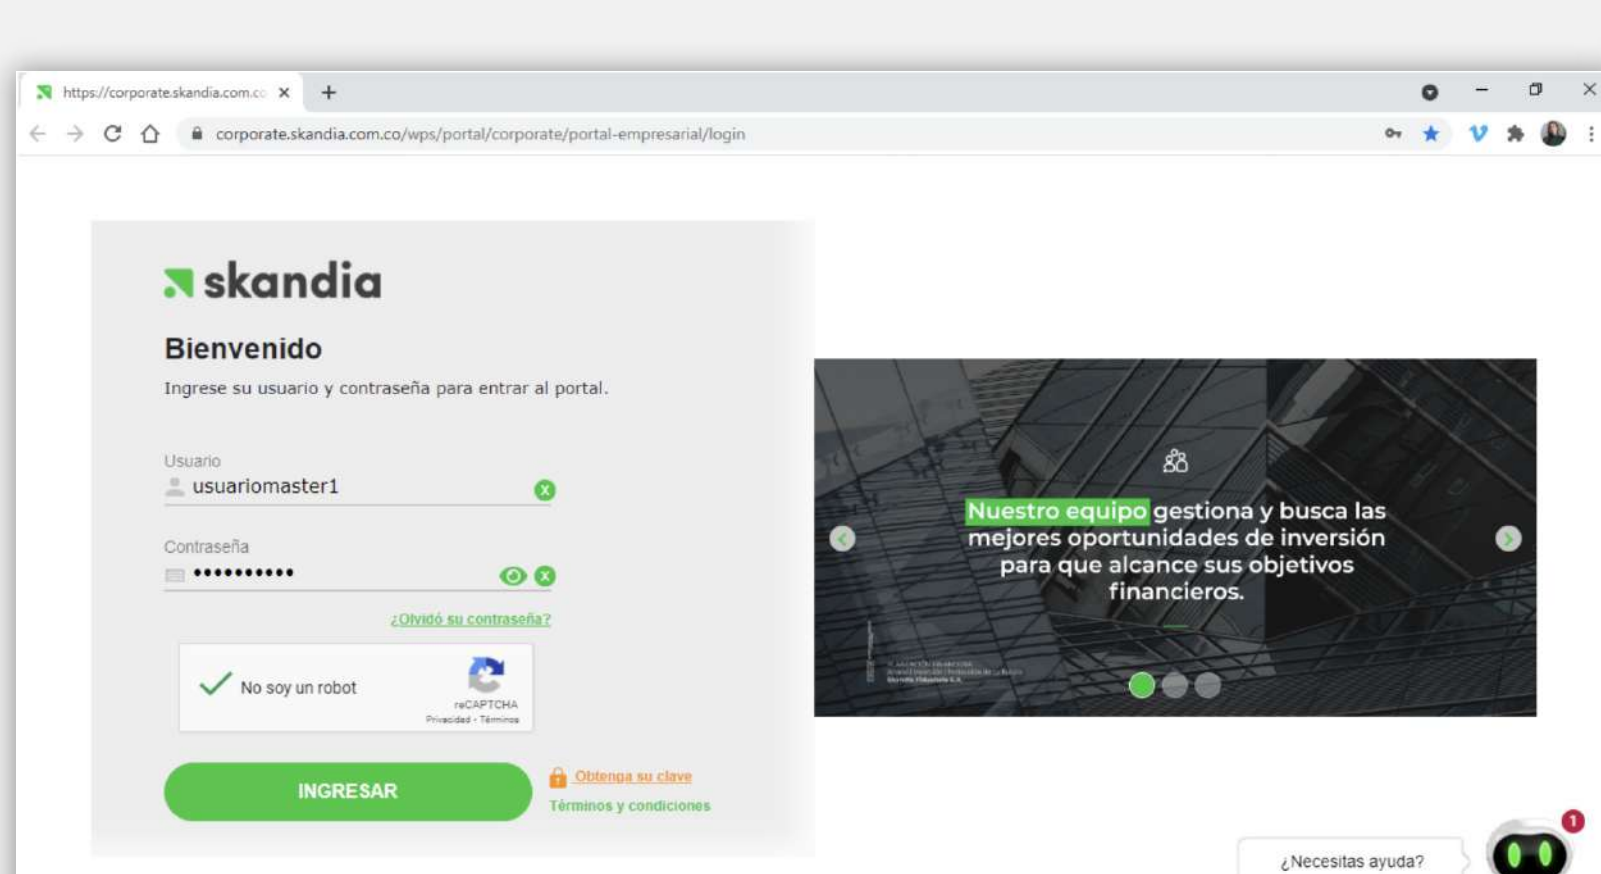 https://corporate.skandia.com.co
corporate.skandia.com.co/wps/portal/corporate/portal-empresarial/login
skandia
Bienvenido
Ingrese su usuario y contraseña para entrar al portal.
Usuario
usuariomaster1
X
Contraseña
••••••••••
X
¿Olvidó su contraseña?
No soy un robot
reCAPTCHA
Privacidad - Términos
INGRESAR
Obtenga su clave
Términos y condiciones
Nuestro equipo gestiona y busca las
mejores oportunidades de inversión
para que alcance sus objetivos
financieros.
1
¿Necesitas ayuda?